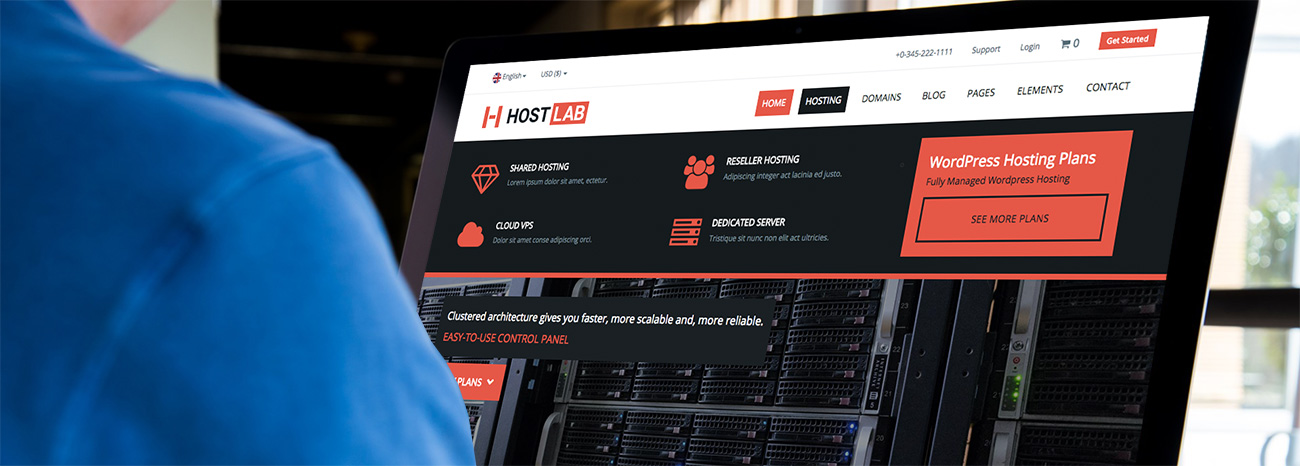 English
USD ($)
+0-345-222-1111
Support
Login
0
Get Started
HOSTLAB
HOME
HOSTING
DOMAINS
BLOG
PAGES
ELEMENTS
CONTACT
SHARED HOSTING
Lorem ipsum dolor sit amet, ectetur.
RESELLER HOSTING
Adipiscing integer act lacinia ed justo.
CLOUD VPS
Dolor sit amet conse adipiscing orci.
DEDICATED SERVER
Tristique sit nunc non elit act ultricies.
WordPress Hosting Plans
Fully Managed Wordpress Hosting
SEE MORE PLANS
Clustered architecture gives you faster, more scalable and, more reliable.
EASY-TO-USE CONTROL PANEL
PLANS
23
22
21